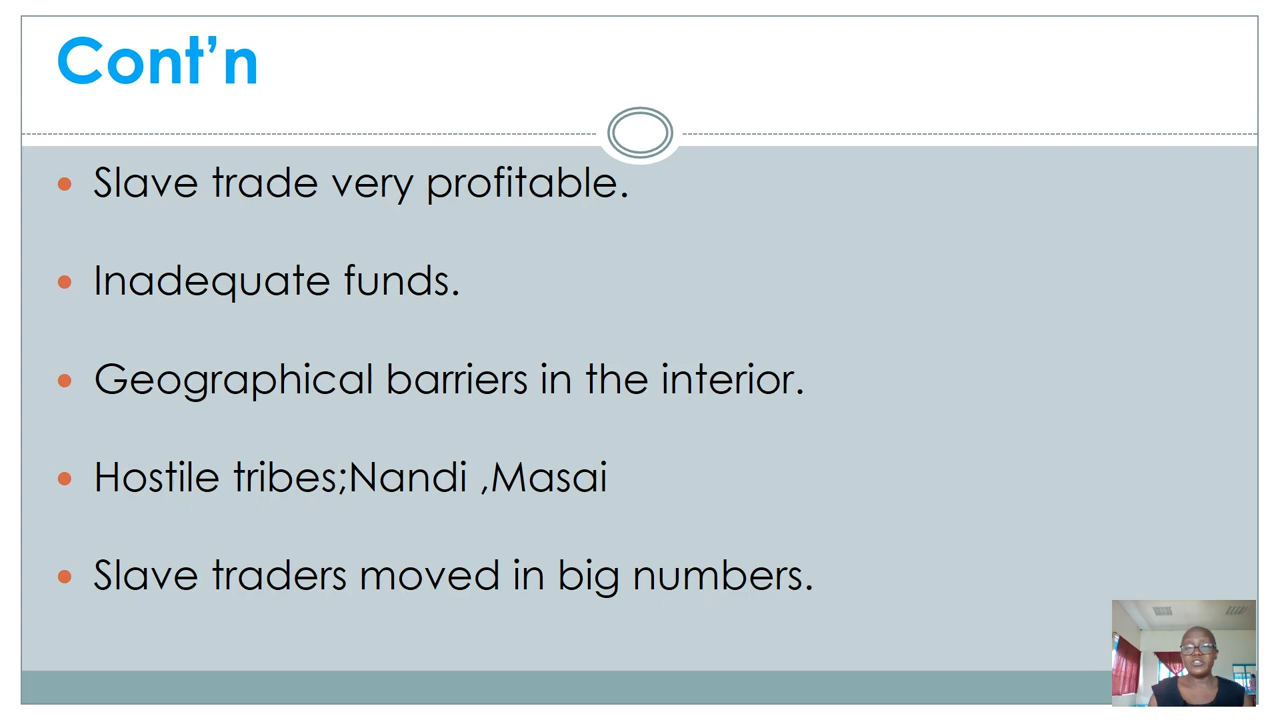 Cont’n
Slave trade very profitable.
Inadequate funds.
Geographical barriers in the interior.
Hostile tribes;Nandi ,Masai
Slave traders moved in big numbers.